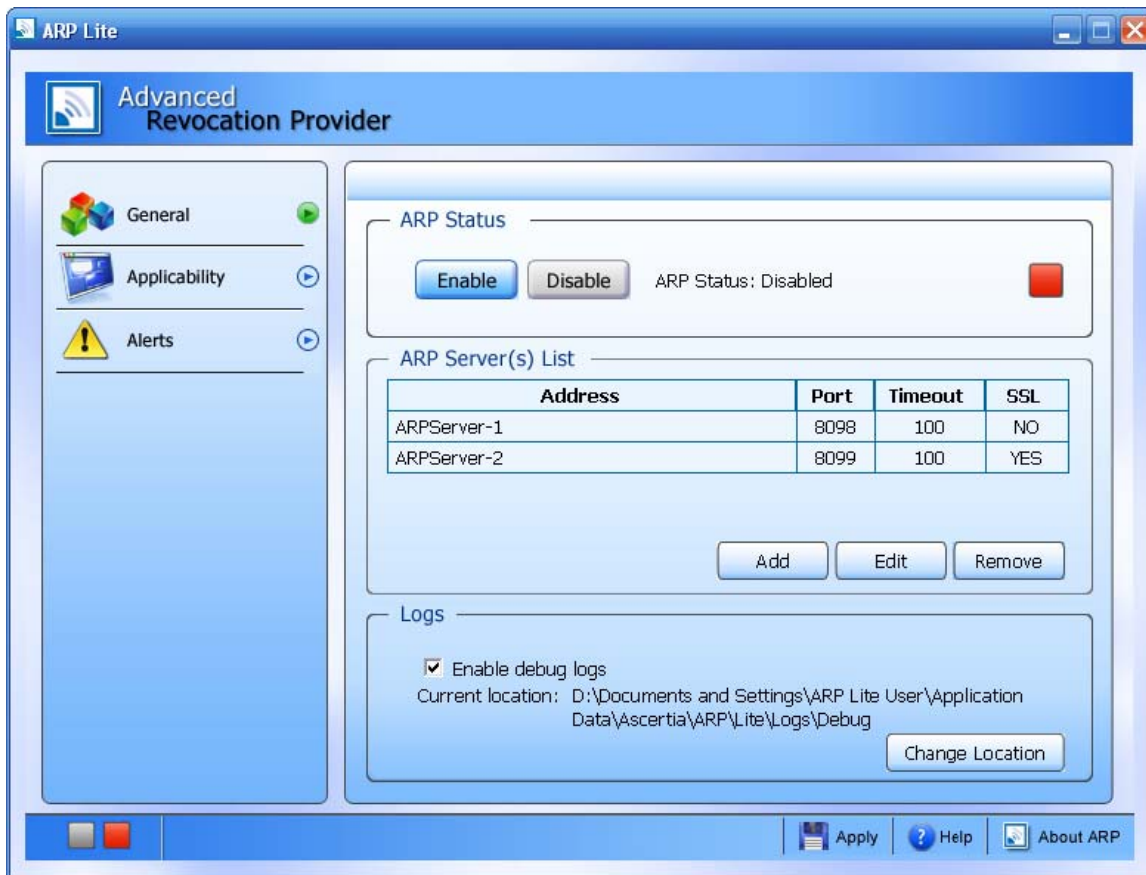 ARP Lite
Advanced
Revocation Provider
General
Applicability
Alerts
ARP Status
Enable
Disable
ARP Status: Disabled
ARP Server(s) List
Address Port Timeout SSL
ARPServer-1 8098 100 NO
ARPServer-2 8099 100 YES
Add
Edit
Remove
Logs
Enable debug logs
Current location: D:\Documents and Settings\ARP Lite User\Application
Data\Ascertia\ARP\Lite\Logs\Debug
Change Location
Apply
Help
About ARP